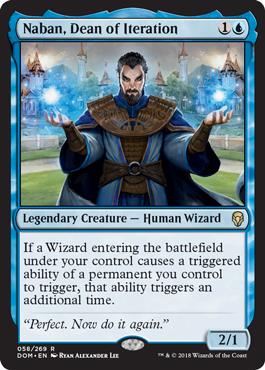 Naban, Dean of Iteration 1
Legendary Creature — Human Wizard
If a Wizard entering the battlefield
under your control causes a triggered
ability of a permanent you control
to trigger, that ability triggers an
additional time.
"Perfect. Now do it again."
2/1
058/269 R
DOM • EN Ryan Alexander Lee ™ & © 2018 Wizards of the Coast